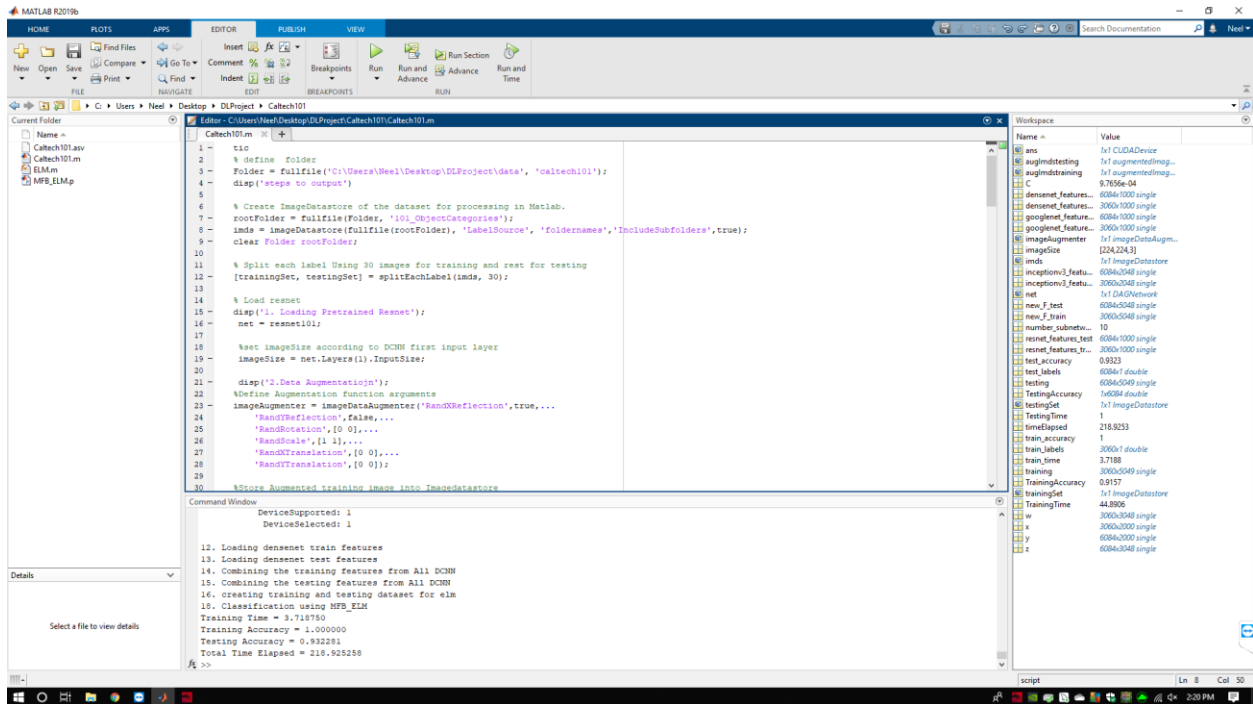 MATLAB R2019b
HOME PLOTS APPS EDITOR PUBLISH VIEW
Search Documentation
Neel
New Open Save
Find Files
Compare
Print
Go To
Find
Insert
Comment
Indent
Breakpoints
Run
Run and Advance
Run Section
Advance
Run and Time
FILE NAVIGATE EDIT BREAKPOINTS RUN
C: Users Neel Desktop DLProject Caltech101
Current Folder
Name
Caltech101.asv
Caltech101.m
ELM.m
MFB_ELM.p
Details
Select a file to view details
Editor - C:\Users\Neel\Desktop\DLProject\Caltech101\Caltech101.m
Caltech101.m
1 - tic
2 % define folder
3 - Folder = fullfile('C:\Users\Neel\Desktop\DLProject\data', 'caltech101');
4 - disp('steps to output')
5
6 % Create ImageDatastore of the dataset for processing in Matlab.
7 - rootFolder = fullfile(Folder, '101_ObjectCategories');
8 - imds = imageDatastore(fullfile(rootFolder), 'LabelSource', 'foldernames','IncludeSubfolders',true);
9 - clear Folder rootFolder;
10
11 % Split each label Using 30 images for training and rest for testing
12 - [trainingSet, testingSet] = splitEachLabel(imds, 30);
13
14 % Load resnet
15 - disp('1. Loading Pretrained Resnet');
16 - net = resnet101;
17
18 %set imageSize according to DCNN first input layer
19 - imageSize = net.Layers(1).InputSize;
20
21 - disp('2.Data Augmentatiojn');
22 %Define Augmentation function arguments
23 - imageAugmenter = imageDataAugmenter('RandXReflection',true,...
24 'RandYReflection',false,...
25 'RandRotation',[0 0],...
26 'RandScale',[1 1],...
27 'RandXTranslation',[0 0],...
28 'RandYTranslation',[0 0]);
29
30 %Store Augmented training image into Imagedatastore
Command Window
DeviceSupported: 1
DeviceSelected: 1
12. Loading densenet train features
13. Loading densenet test features
14. Combining the training features from All DCNN
15. Combining the testing features from All DCNN
16. creating training and testing dataset for elm
18. Classification using MFB_ELM
Training Time = 3.718750
Training Accuracy = 1.000000
Testing Accuracy = 0.932281
Total Time Elapsed = 218.925258
fx >>
Workspace
Name Value
ans 1x1 CUDADevice
augImdstesting 1x1 augmentedImag...
augImdstraining 1x1 augmentedImag...
C 9.7656e-04
densenet_features... 6084x1000 single
densenet_features... 3060x1000 single
googlenet_feature... 6084x1000 single
googlenet_feature... 3060x1000 single
imageAugmenter 1x1 imageDataAugm...
imageSize [224,224,3]
imds 1x1 ImageDatastore
inceptionv3_featu... 6084x2048 single
inceptionv3_featu... 3060x2048 single
net 1x1 DAGNetwork
new_F_test 6084x5048 single
new_F_train 3060x5048 single
number_subnetw... 10
resnet_features_test 6084x1000 single
resnet_features_tr... 3060x1000 single
test_accuracy 0.9323
test_labels 6084x1 double
testing 6084x5049 single
TestingAccuracy 1x6084 double
testingSet 1x1 ImageDatastore
TestingTime 1
timeElapsed 218.9253
train_accuracy 1
train_labels 3060x1 double
train_time 3.7188
training 3060x5049 single
TrainingAccuracy 0.9157
trainingSet 1x1 ImageDatastore
TrainingTime 44.8906
w 3060x3048 single
x 3060x2000 single
y 6084x2000 single
z 6084x3048 single
script Ln 8 Col 50
2:20 PM